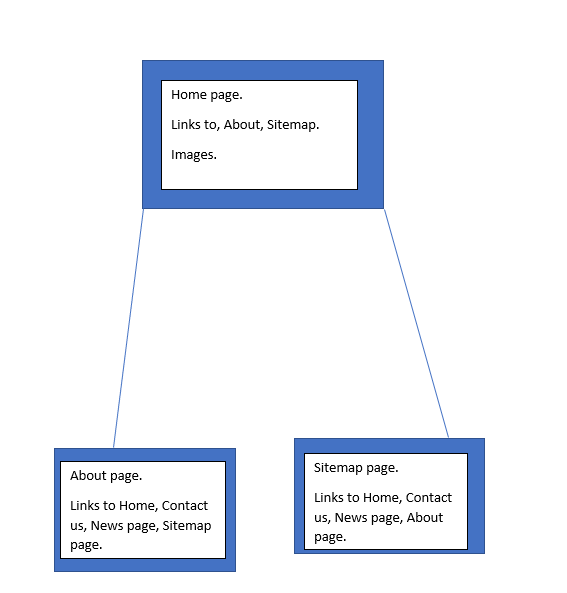 Home page.
Links to, About, Sitemap.
Images.
About page.
Links to Home, Contact
us, News page, Sitemap
page.
Sitemap page.
Links to Home, Contact
us, News page, About
page.